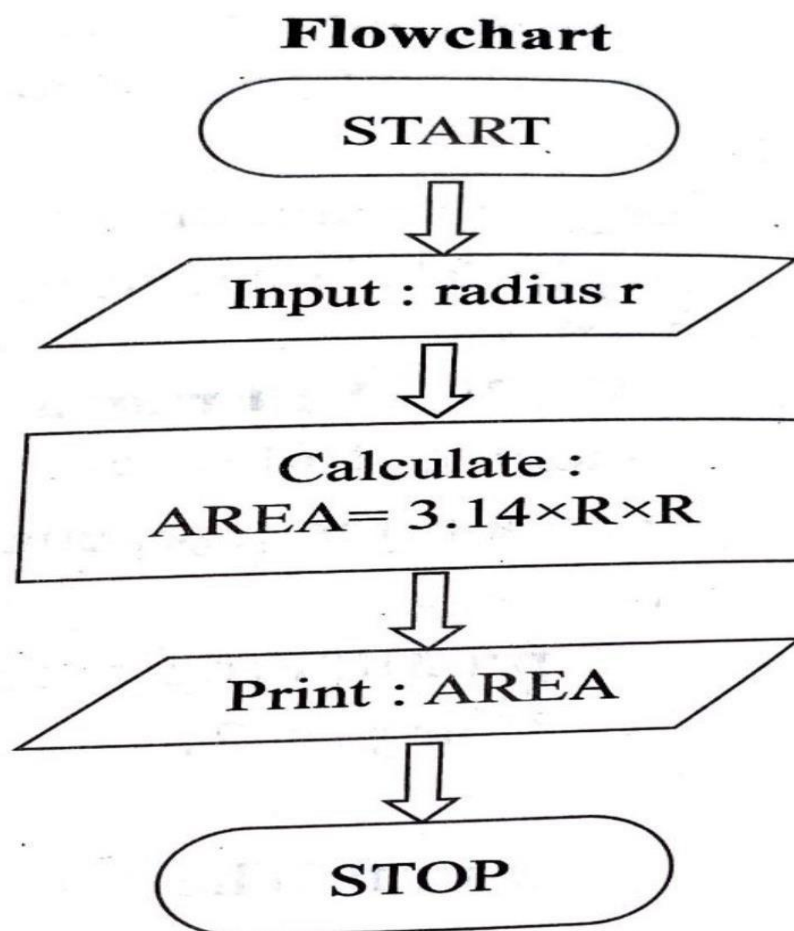 Flowchart
START
Input : radius r
Calculate :
AREA= 3.14×R×R
Print : AREA
STOP